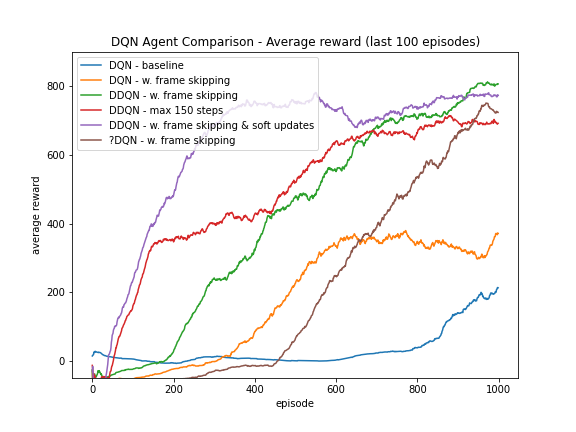 DQN Agent Comparison - Average reward (last 100 episodes)
DQN - baseline
DQN - w. frame skipping
DDQN - w. frame skipping
DDQN - max 150 steps
DDQN - w. frame skipping & soft updates
?DQN - w. frame skipping
800
600
400
200
0
average reward
0 200 400 600 800 1000
episode